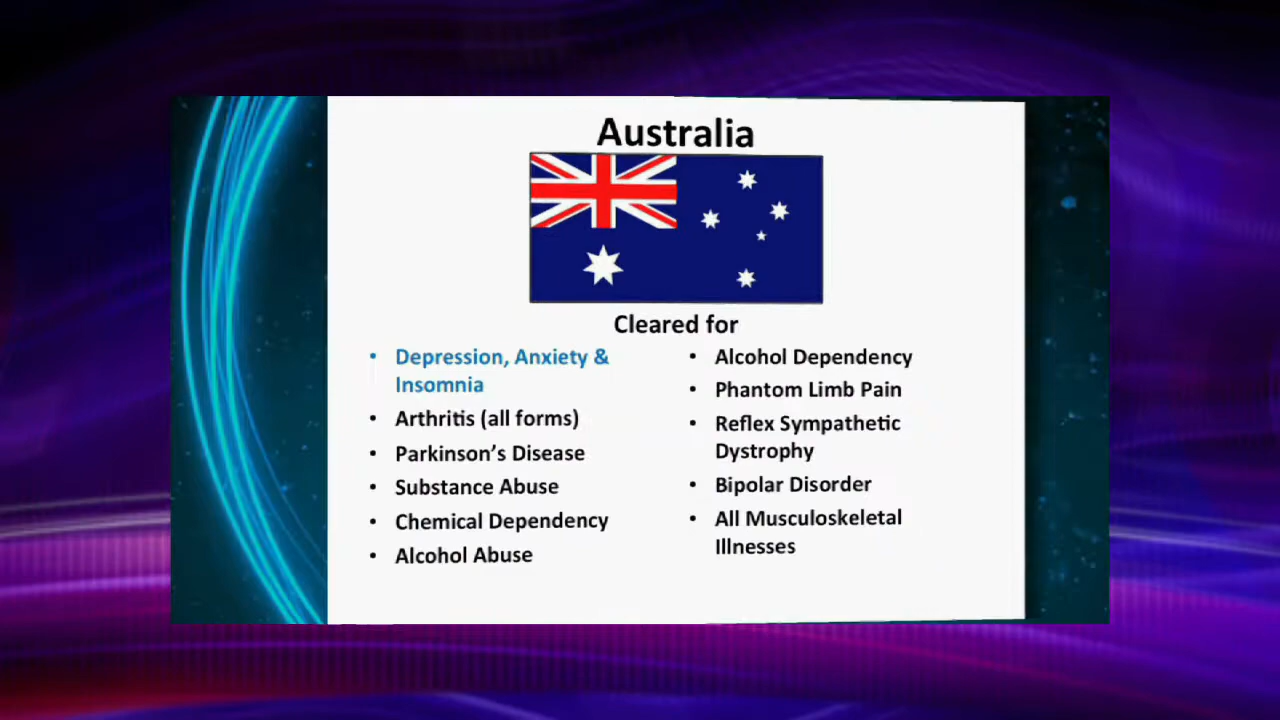 Australia
Cleared for
• Depression, Anxiety &
Insomnia
• Arthritis (all forms)
• Parkinson’s Disease
• Substance Abuse
• Chemical Dependency
• Alcohol Abuse
• Alcohol Dependency
• Phantom Limb Pain
• Reflex Sympathetic
Dystrophy
• Bipolar Disorder
• All Musculoskeletal
Illnesses